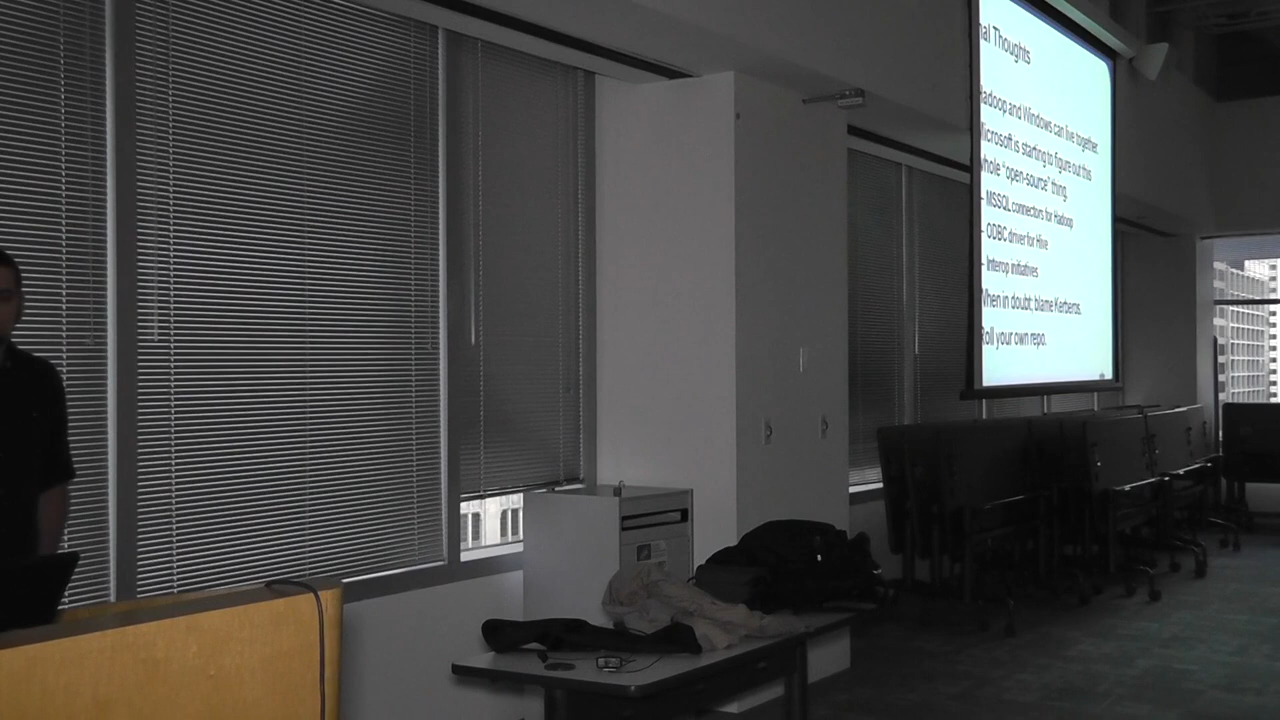 nal Thoughts
Hadoop and Windows can live together.
Microsoft is starting to figure out this
whole "open-source" thing.
– MSSQL connectors for Hadoop
– ODBC driver for Hive
– Interop initiatives
When in doubt; blame Kerberos.
Roll your own repo.